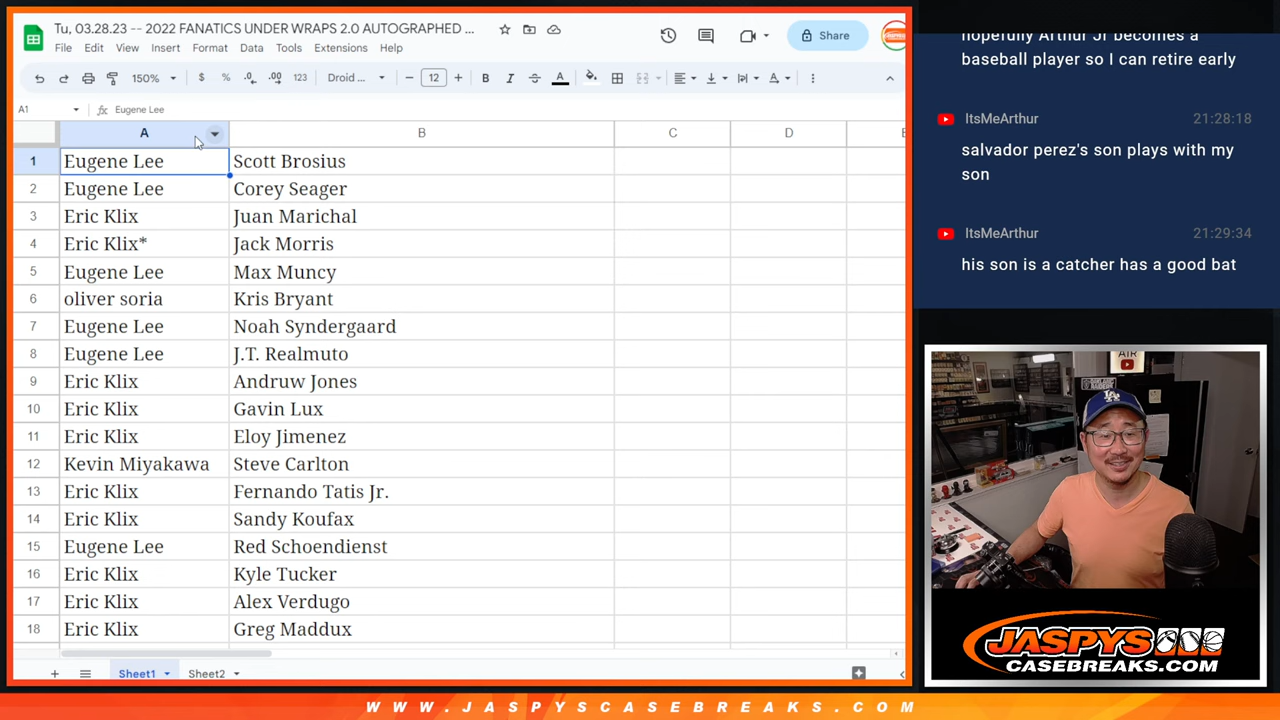 Tu, 03.28.23 -- 2022 FANATICS UNDER WRAPS 2.0 AUTOGRAPHED ...
File Edit View Insert Format Data Tools Extensions Help
Share
150% $ % .0 .00 123 Droid ... 12 B I A
A1 fx Eugene Lee
A B C D E
1 Eugene Lee Scott Brosius
2 Eugene Lee Corey Seager
3 Eric Klix Juan Marichal
4 Eric Klix* Jack Morris
5 Eugene Lee Max Muncy
6 oliver soria Kris Bryant
7 Eugene Lee Noah Syndergaard
8 Eugene Lee J.T. Realmuto
9 Eric Klix Andruw Jones
10 Eric Klix Gavin Lux
11 Eric Klix Eloy Jimenez
12 Kevin Miyakawa Steve Carlton
13 Eric Klix Fernando Tatis Jr.
14 Eric Klix Sandy Koufax
15 Eugene Lee Red Schoendienst
16 Eric Klix Kyle Tucker
17 Eric Klix Alex Verdugo
18 Eric Klix Greg Maddux
Sheet1 Sheet2
hopefully Arthur Jr becomes a
baseball player so I can retire early
ItsMeArthur 21:28:18
salvador perez's son plays with my
son
ItsMeArthur 21:29:34
his son is a catcher has a good bat
AIR
LA
JASPYS
CASEBREAKS.COM
WWW.JASPYSCASEBREAKS.COM